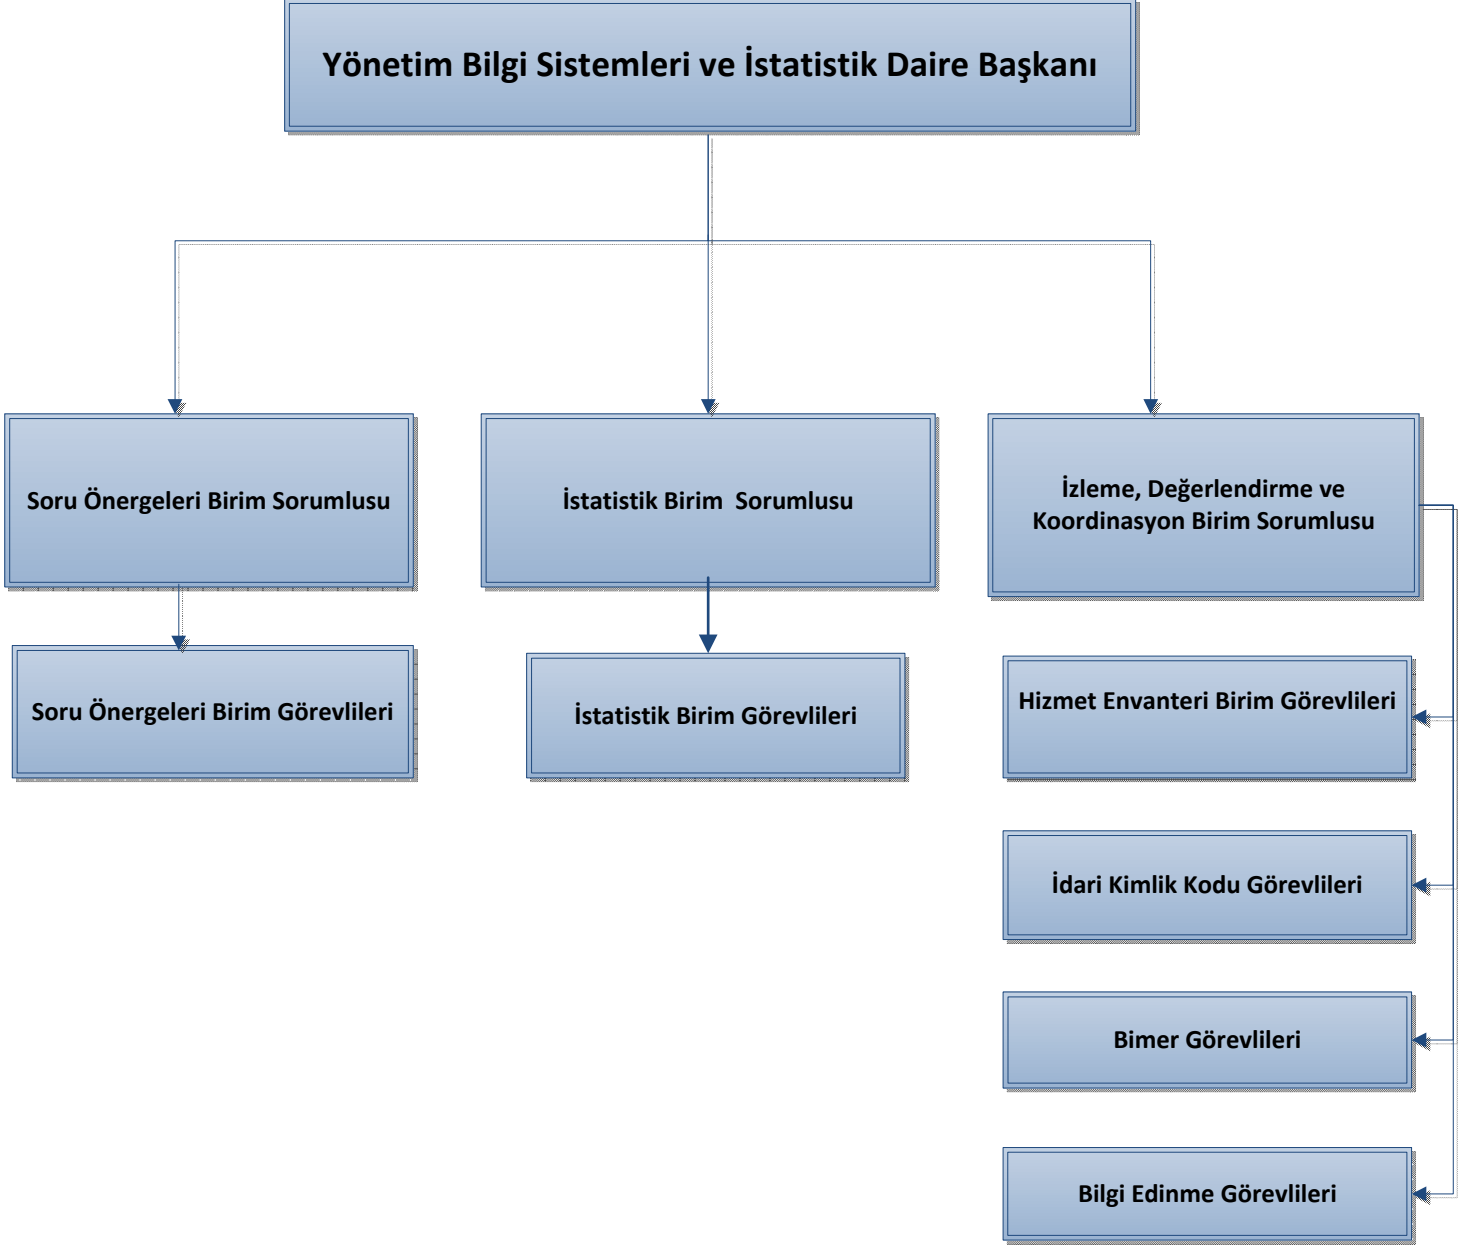 Yönetim Bilgi Sistemleri ve İstatistik Daire Başkanı
Soru Önergeleri Birim Sorumlusu
İstatistik Birim  Sorumlusu
İzleme, Değerlendirme ve
Koordinasyon Birim Sorumlusu
Soru Önergeleri Birim Görevlileri
İstatistik Birim Görevlileri
Hizmet Envanteri Birim Görevlileri
İdari Kimlik Kodu Görevlileri
Bimer Görevlileri
Bilgi Edinme Görevlileri